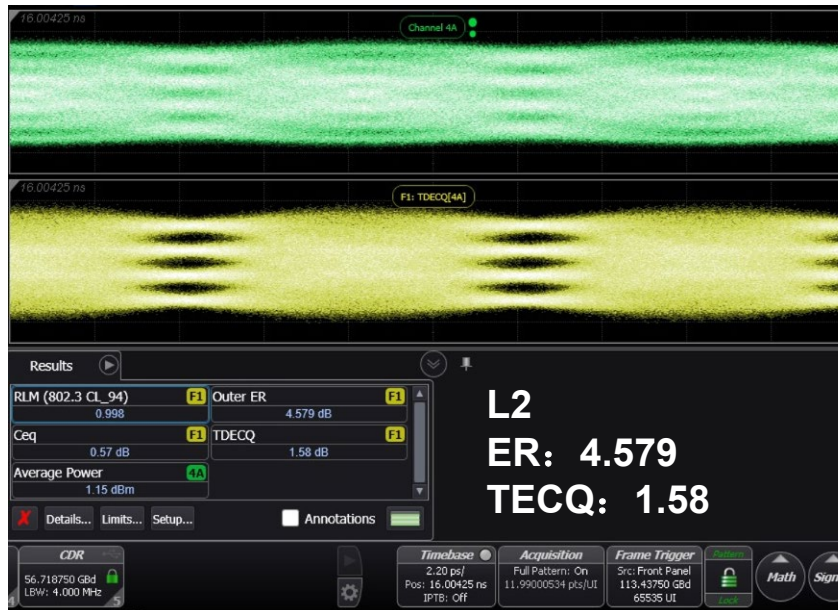 16.00425 ns
Channel 4A
16.00425 ns
F1: TDECQ[4A]
Results
RLM (802.3 CL_94) F1
0.998
Outer ER F1
4.579 dB
Ceq F1
0.57 dB
TDECQ F1
1.58 dB
Average Power 4A
1.15 dBm
Details... Limits... Setup... Annotations
L2
ER：4.579
TECQ：1.58
CDR
56.718750 GBd
LBW: 4.000 MHz
5
Timebase
2.20 ps/
Pos: 16.00425 ns
IPTB: Off
Acquisition
Full Pattern: On
11.99000534 pts/UI
Frame Trigger
Src: Front Panel
113.43750 GBd
65535 UI
Pattern
Lock
Math
Sign